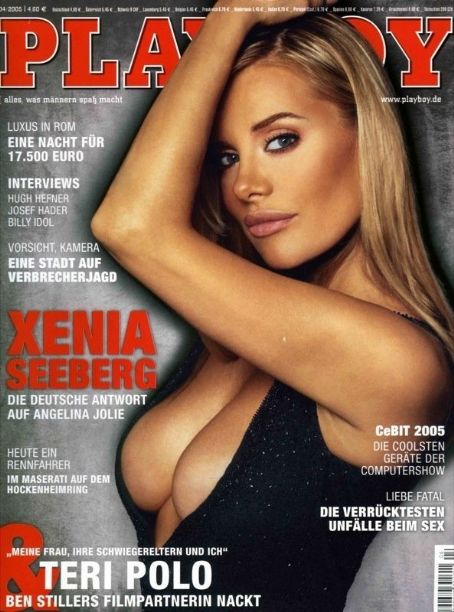 04/2005 | 4,60 €
PLAYBOY
alles, was männern spaß macht
www.playboy.de
LUXUS IN ROM
EINE NACHT FÜR
17.500 EURO
INTERVIEWS
HUGH HEFNER
JOSEF HADER
BILLY IDOL
VORSICHT, KAMERA
EINE STADT AUF
VERBRECHERJAGD
XENIA
SEEBERG
DIE DEUTSCHE ANTWORT
AUF ANGELINA JOLIE
HEUTE EIN
RENNFAHRER
IM MASERATI AUF DEM
HOCKENHEIMRING
CeBIT 2005
DIE COOLSTEN
GERÄTE DER
COMPUTERSHOW
LIEBE FATAL
DIE VERRÜCKTESTEN
UNFÄLLE BEIM SEX
„MEINE FRAU, IHRE SCHWIEGERELTERN UND ICH“
& TERI POLO
BEN STILLERS FILMPARTNERIN NACKT